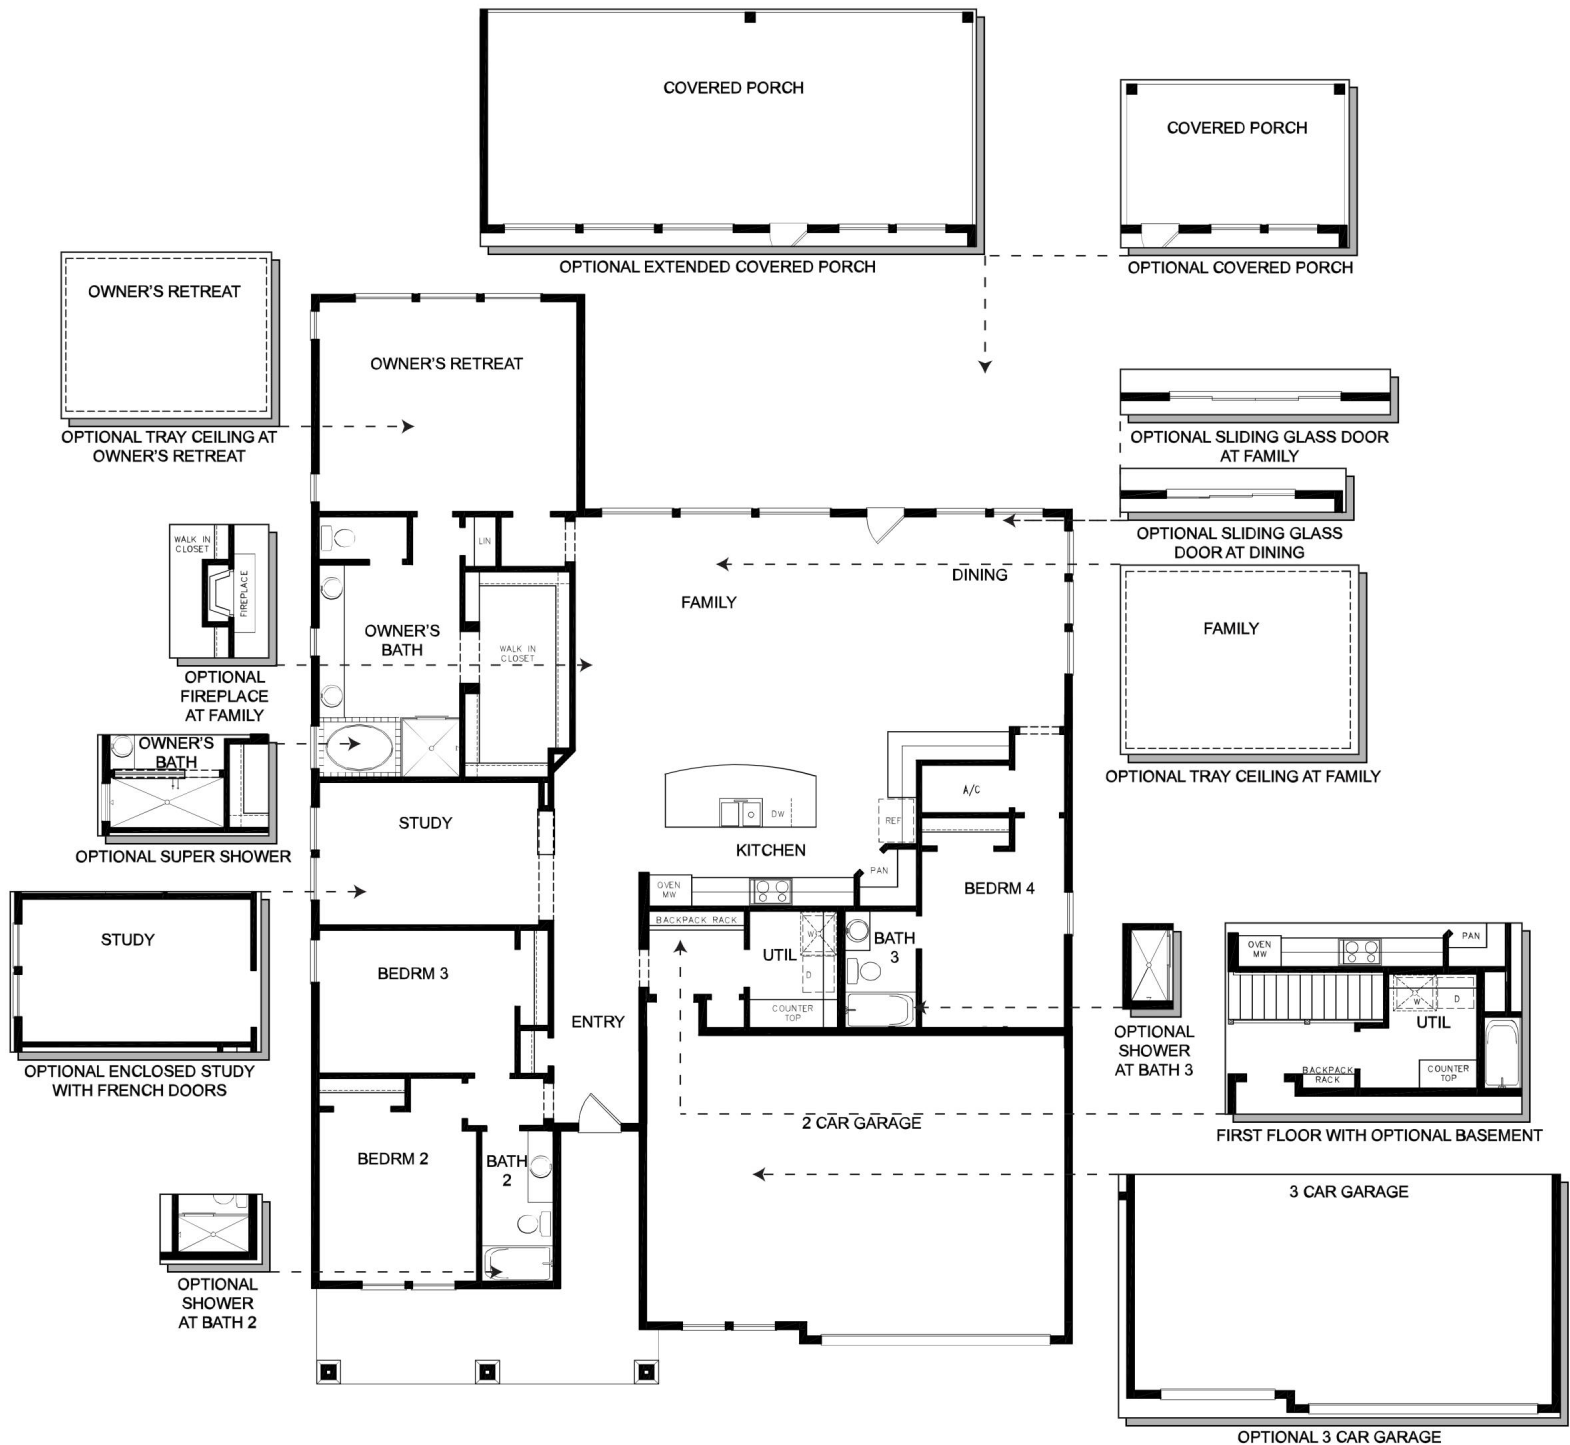 COVERED PORCH
OPTIONAL EXTENDED COVERED PORCH
COVERED PORCH
OPTIONAL COVERED PORCH
OWNER'S RETREAT
OPTIONAL TRAY CEILING AT
OWNER'S RETREAT
OWNER'S RETREAT
OPTIONAL SLIDING GLASS DOOR
AT FAMILY
OPTIONAL SLIDING GLASS
DOOR AT DINING
WALK IN
CLOSET
FIREPLACE
OPTIONAL
FIREPLACE
AT FAMILY
LIN
OWNER'S
BATH
WALK IN
CLOSET
FAMILY
DINING
FAMILY
OPTIONAL TRAY CEILING AT FAMILY
OWNER'S
BATH
OPTIONAL SUPER SHOWER
STUDY
DW
REF
A/C
KITCHEN
PAN
OVEN
MW
BEDRM 4
STUDY
OPTIONAL ENCLOSED STUDY
WITH FRENCH DOORS
BEDRM 3
ENTRY
BACKPACK RACK
UTIL
W
D
COUNTER
TOP
BATH
3
OPTIONAL
SHOWER
AT BATH 3
OVEN
MW
PAN
W
D
UTIL
BACKPACK
RACK
COUNTER
TOP
FIRST FLOOR WITH OPTIONAL BASEMENT
2 CAR GARAGE
BEDRM 2
BATH
2
OPTIONAL
SHOWER
AT BATH 2
3 CAR GARAGE
OPTIONAL 3 CAR GARAGE